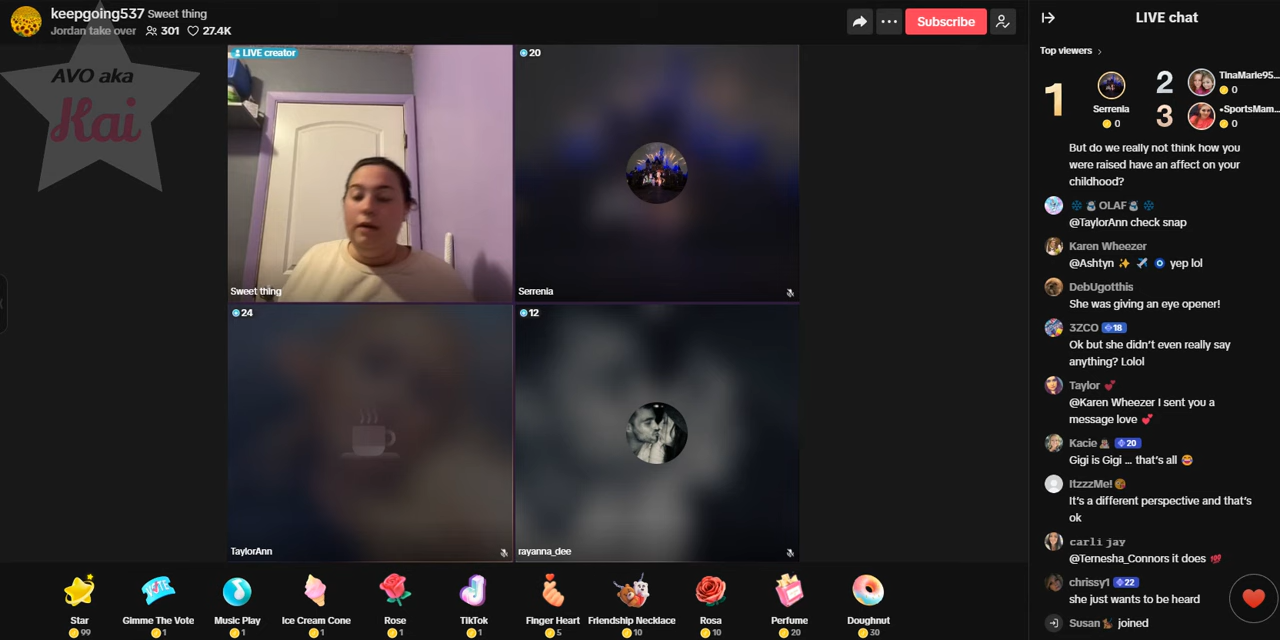 keepgoing537 Sweet thing
Jordan take over 301 27.4K
Subscribe
AVO aka
Kai
LIVE creator
Sweet thing
20
Serrenia
24
TaylorAnn
12
rayanna_dee
Star
99
Gimme The Vote
1
Music Play
1
Ice Cream Cone
1
Rose
1
TikTok
1
Finger Heart
5
Friendship Necklace
10
Rosa
10
Perfume
20
Doughnut
30
LIVE chat
Top viewers
1
Serrenia
0
2
TinaMarie95...
0
3
•SportsMam...
0
But do we really not think how you
were raised have an affect on your
childhood?
❄️ ⛄ OLAF ⛄ ❄️
@TaylorAnn check snap
Karen Wheezer
@Ashtyn ✨ ✈️ 🧿 yep lol
DebUgotthis
She was giving an eye opener!
3ZCO 18
Ok but she didn't even really say
anything? Lolol
Taylor 💕
@Karen Wheezer I sent you a
message love 💕
Kacie 20
Gigi is Gigi ... that's all 😂
ItzzzMe!
It's a different perspective and that's
ok
carli jay
@Ternesha_Connors it does 💯
chrissy1 22
she just wants to be heard
Susan joined